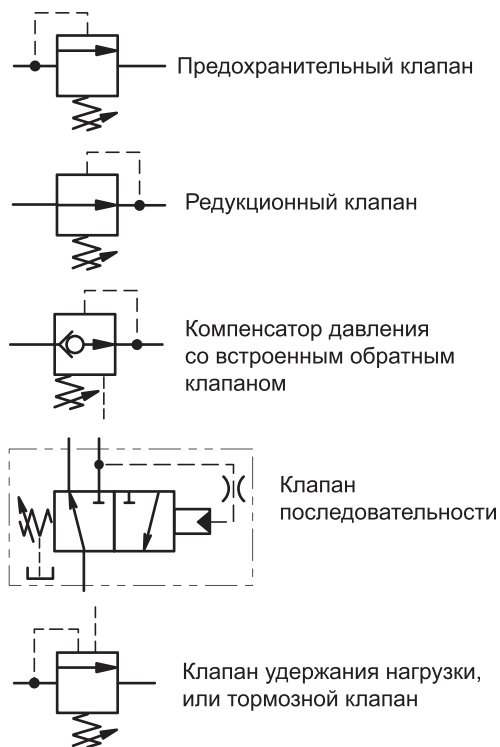 Предохранительный клапан
Редукционный клапан
Компенсатор давления
со встроенным обратным
клапаном
Клапан
последовательности
Клапан удержания нагрузки,
или тормозной клапан